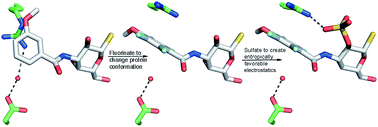 Fluorinate to
change protein
conformation
Sulfate to create
entropically
favorable
electrostatics